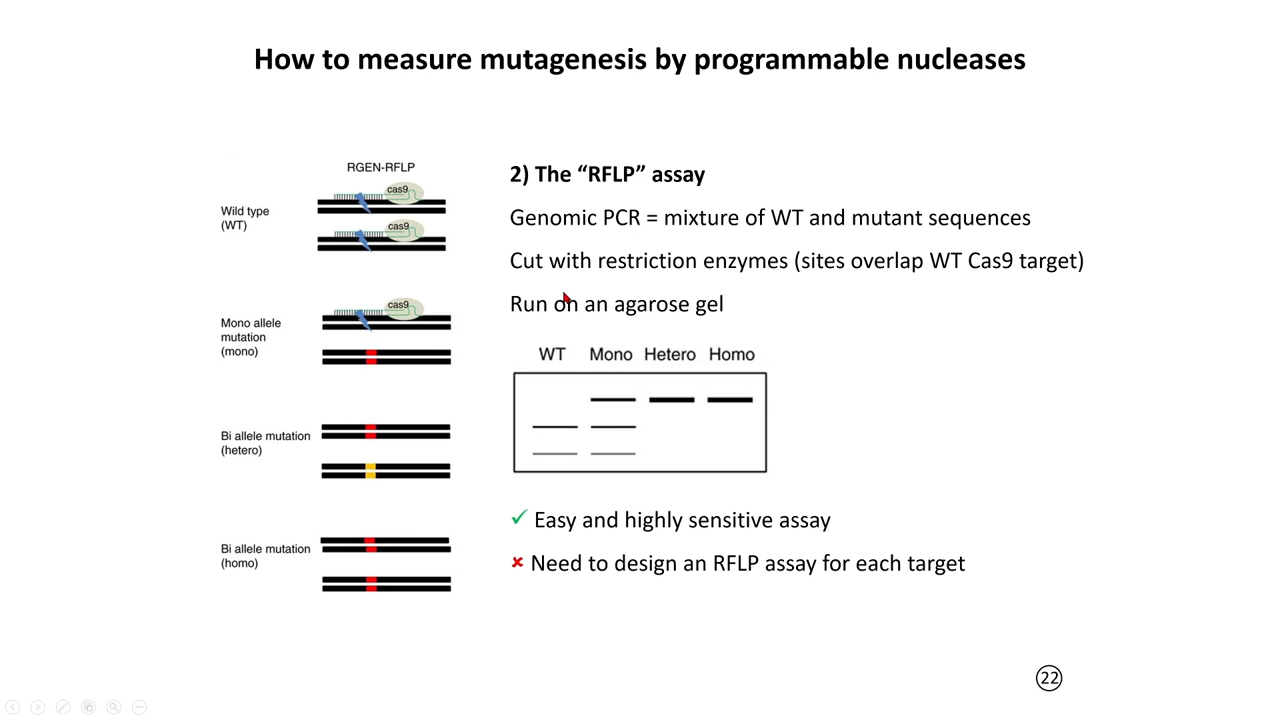 How to measure mutagenesis by programmable nucleases
RGEN-RFLP
Wild type
(WT)
cas9
cas9
Mono allele
mutation
(mono)
cas9
Bi allele mutation
(hetero)
Bi allele mutation
(homo)
2) The “RFLP” assay
Genomic PCR = mixture of WT and mutant sequences
Cut with restriction enzymes (sites overlap WT Cas9 target)
Run on an agarose gel
WT Mono Hetero Homo
✓ Easy and highly sensitive assay
✗ Need to design an RFLP assay for each target
22